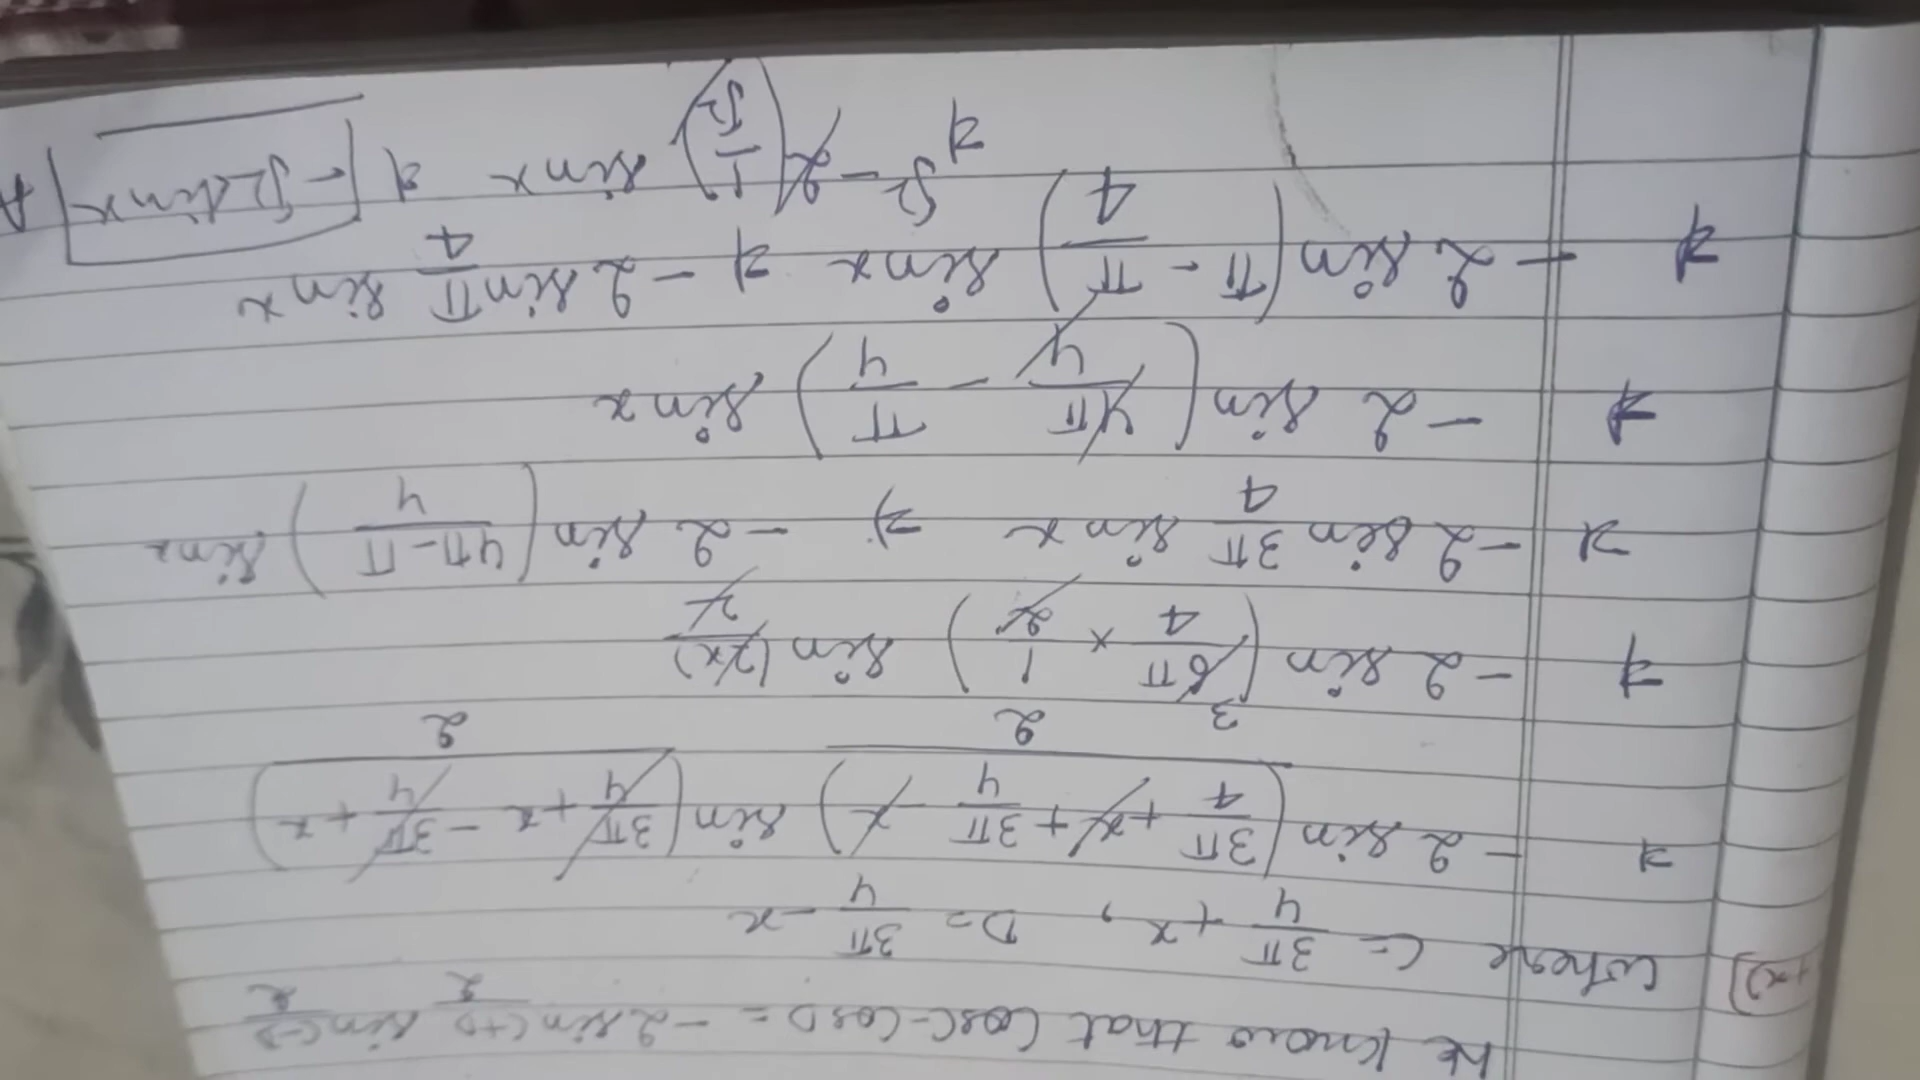 We know that CosC - CosD = -2 sin C+D/2 sin C-D/2
+x)
Where C = 3π/4 + x, D = 3π/4 - x
⇒ -2 sin (3π/4 + x + 3π/4 - x)/2 sin (3π/4 + x - 3π/4 + x)/2
⇒ -2 sin (6π/4 × 1/2) sin (2x)/2
3
⇒ -2 sin 3π/4 sin x ⇒ -2 sin (4π-π/4) sin x
⇒ -2 sin (4π/4 - π/4) sin x
⇒ -2 sin (π - π/4) sin x ⇒ -2 sin π/4 sin x
⇒ √2 -2 (1/√2) sin x ⇒ -√2 sin x A